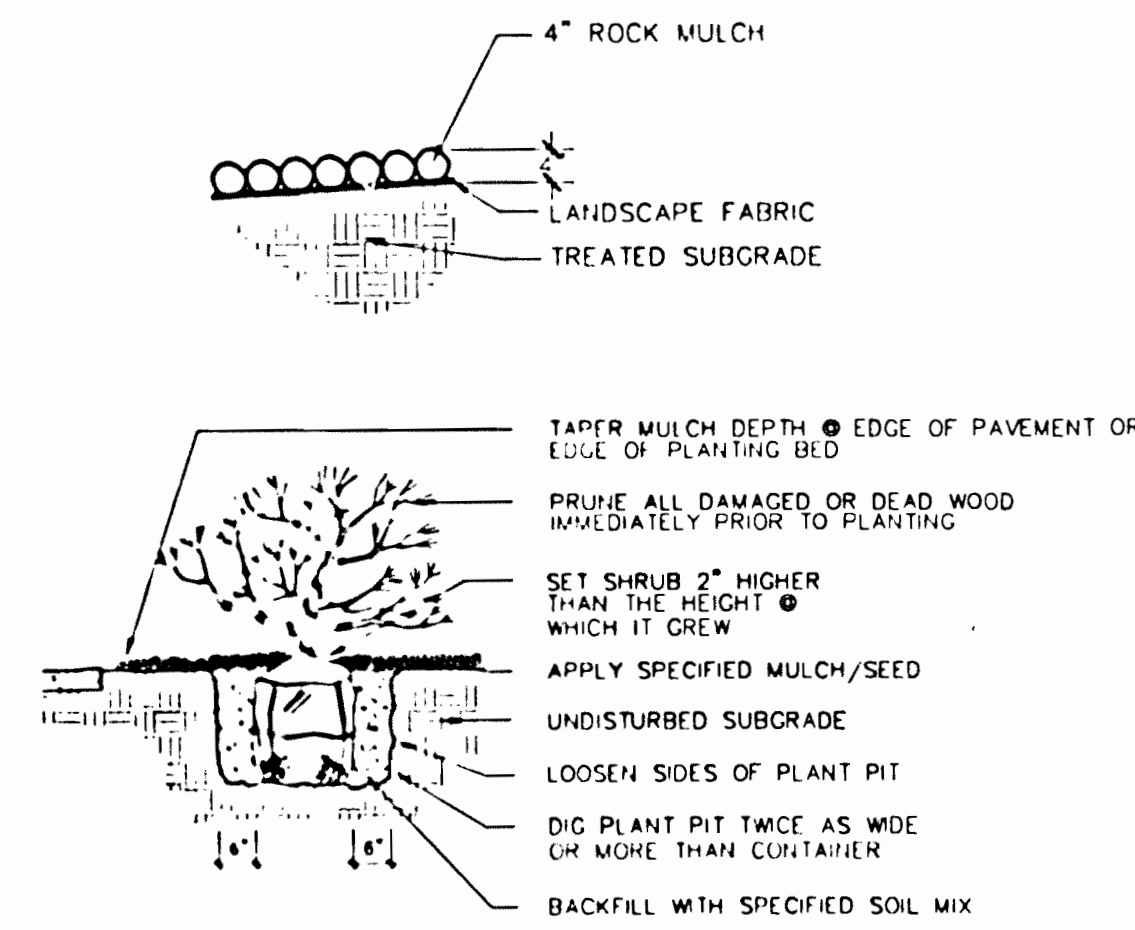 4" ROCK MULCH
LANDSCAPE FABRIC
TREATED SUBGRADE
TAPER MULCH DEPTH @ EDGE OF PAVEMENT OR
EDGE OF PLANTING BED
PRUNE ALL DAMAGED OR DEAD WOOD
IMMEDIATELY PRIOR TO PLANTING
SET SHRUB 2" HIGHER
THAN THE HEIGHT @
WHICH IT GREW
APPLY SPECIFIED MULCH/SEED
UNDISTURBED SUBGRADE
LOOSEN SIDES OF PLANT PIT
DIG PLANT PIT TWICE AS WIDE
OR MORE THAN CONTAINER
6" 6"
BACKFILL WITH SPECIFIED SOIL MIX